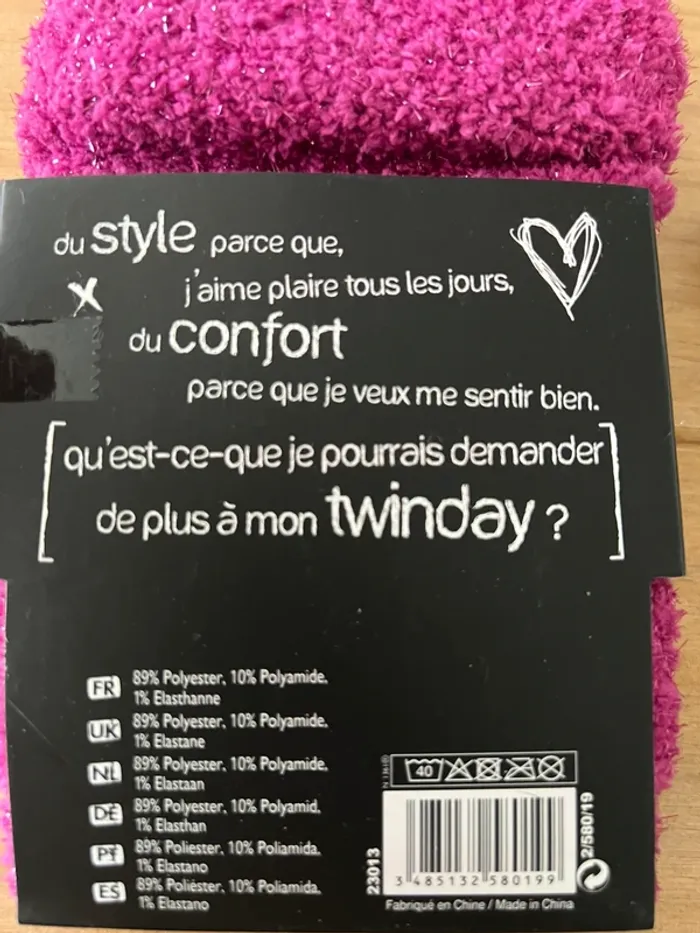 du style parce que,
j'aime plaire tous les jours,
du confort
parce que je veux me sentir bien.
[qu'est-ce-que je pourrais demander
de plus à mon twinday ?]
FR 89% Polyester, 10% Polyamide.
1% Elasthanne
UK 89% Polyester, 10% Polyamide,
1% Elastane
NL 89% Polyester, 10% Polyamide,
1% Elastaan
DE 89% Polyester, 10% Polyamid,
1% Elasthan
PT 89% Poliester, 10% Poliamida.
1% Elastano
ES 89% Poliéster, 10% Poliamida.
1% Elastano
40
23013
2/580/19
3 485132 580199
Fabriqué en Chine / Made in China